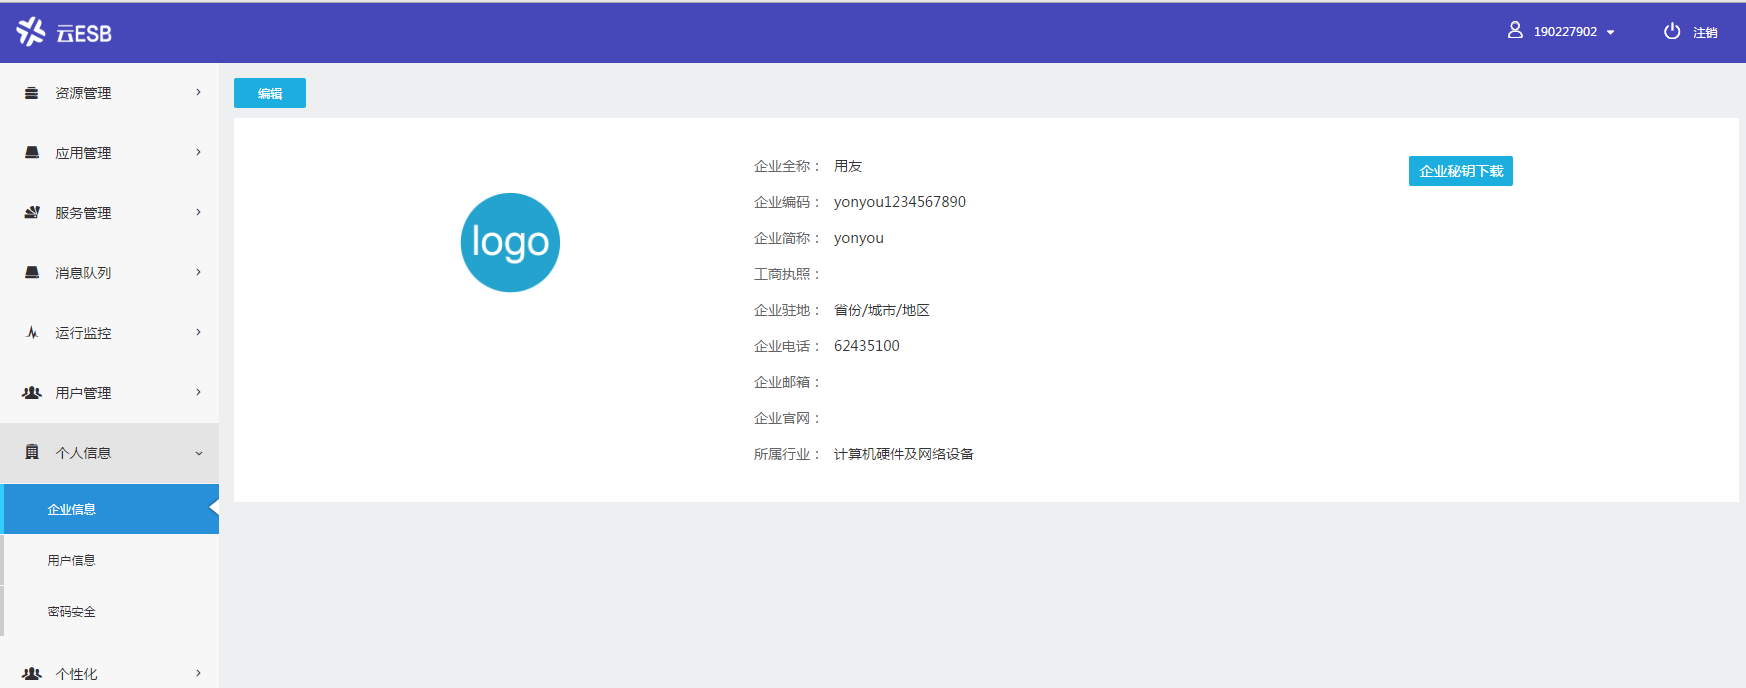 云ESB
190227902
注销
资源管理
应用管理
服务管理
消息队列
运行监控
用户管理
个人信息
企业信息
用户信息
密码安全
个性化
编辑
logo
企业全称： 用友
企业编码： yonyou1234567890
企业简称： yonyou
工商执照：
企业驻地： 省份/城市/地区
企业电话： 62435100
企业邮箱：
企业官网：
所属行业： 计算机硬件及网络设备
企业秘钥下载